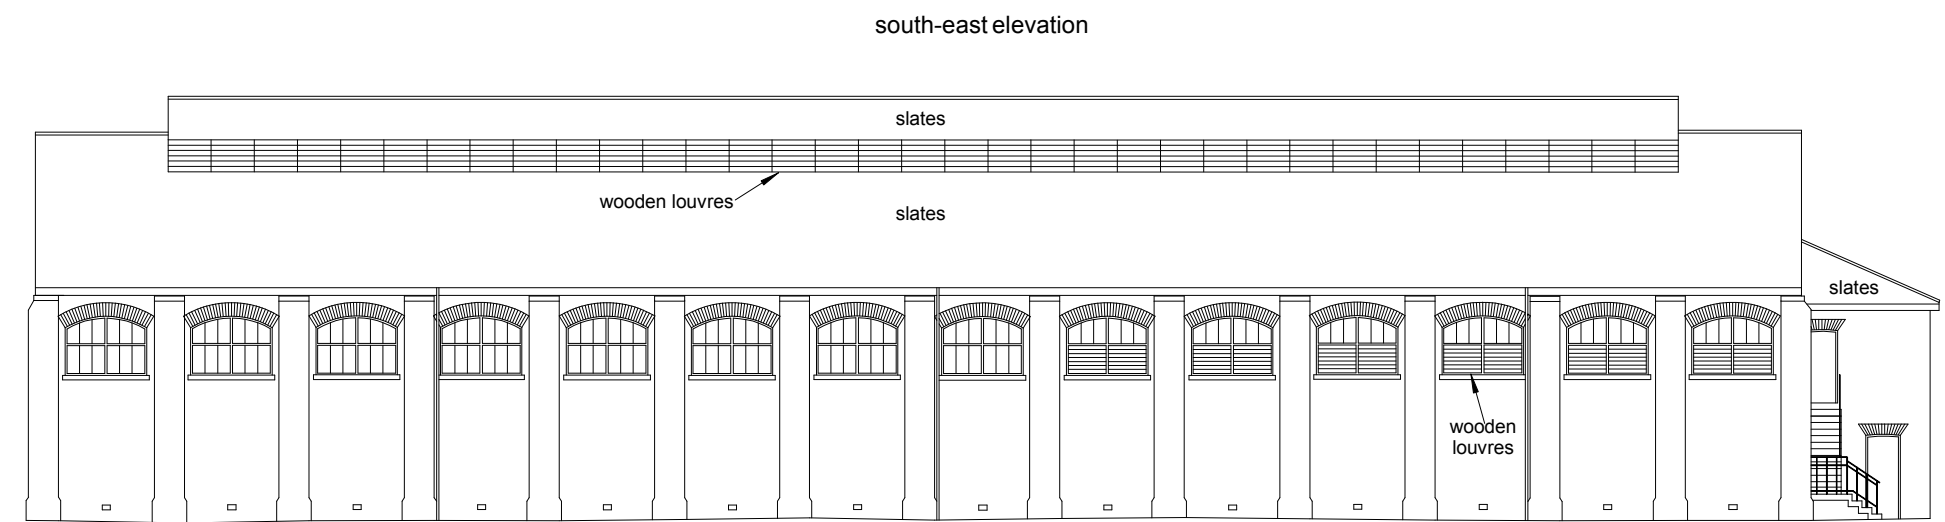 south-east elevation
slates
wooden louvres
slates
slates
wooden
louvres